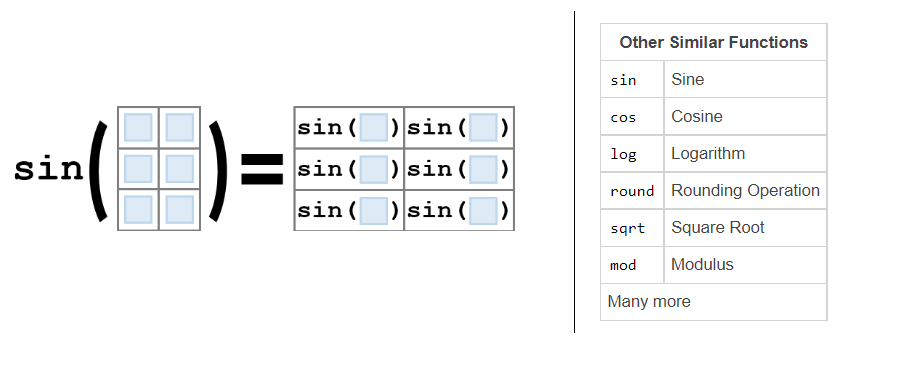 sin( ) = sin( ) sin( )
sin( ) sin( )
sin( ) sin( )
Other Similar Functions
sin Sine
cos Cosine
log Logarithm
round Rounding Operation
sqrt Square Root
mod Modulus
Many more